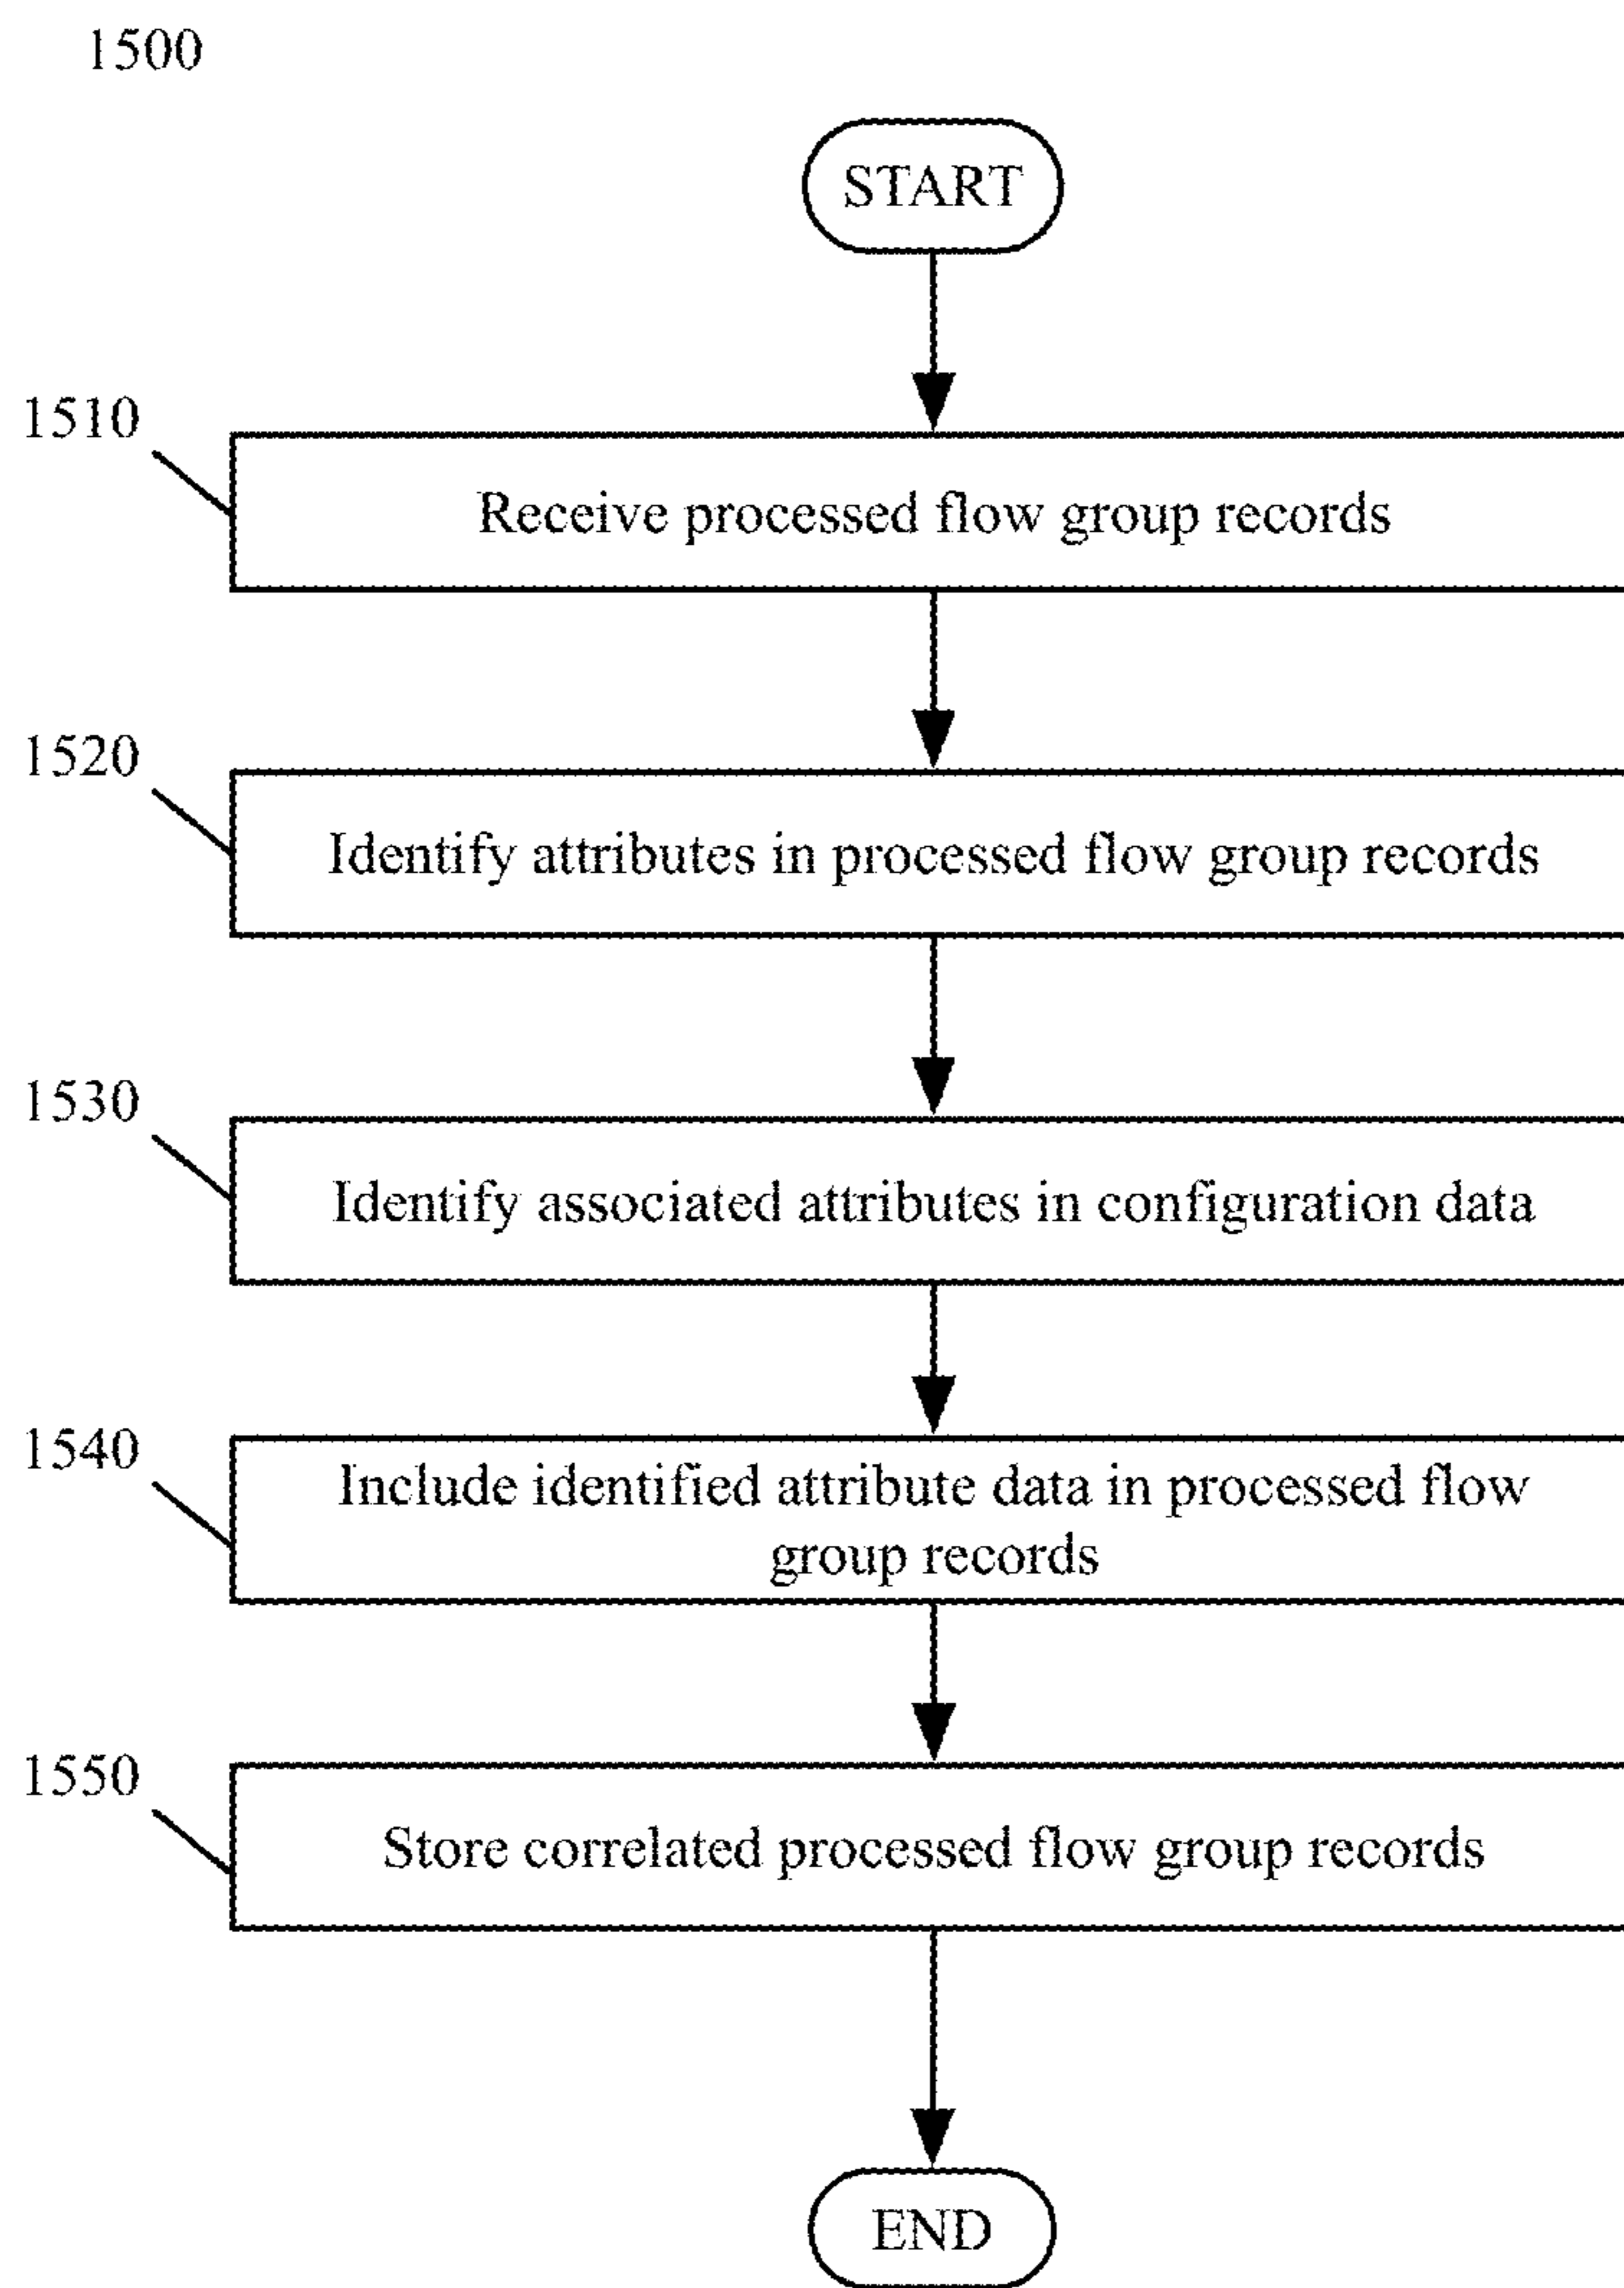 1500
START
1510
Receive processed flow group records
1520
Identify attributes in processed flow group records
1530
Identify associated attributes in configuration data
1540
Include identified attribute data in processed flow
group records
1550
Store correlated processed flow group records
END